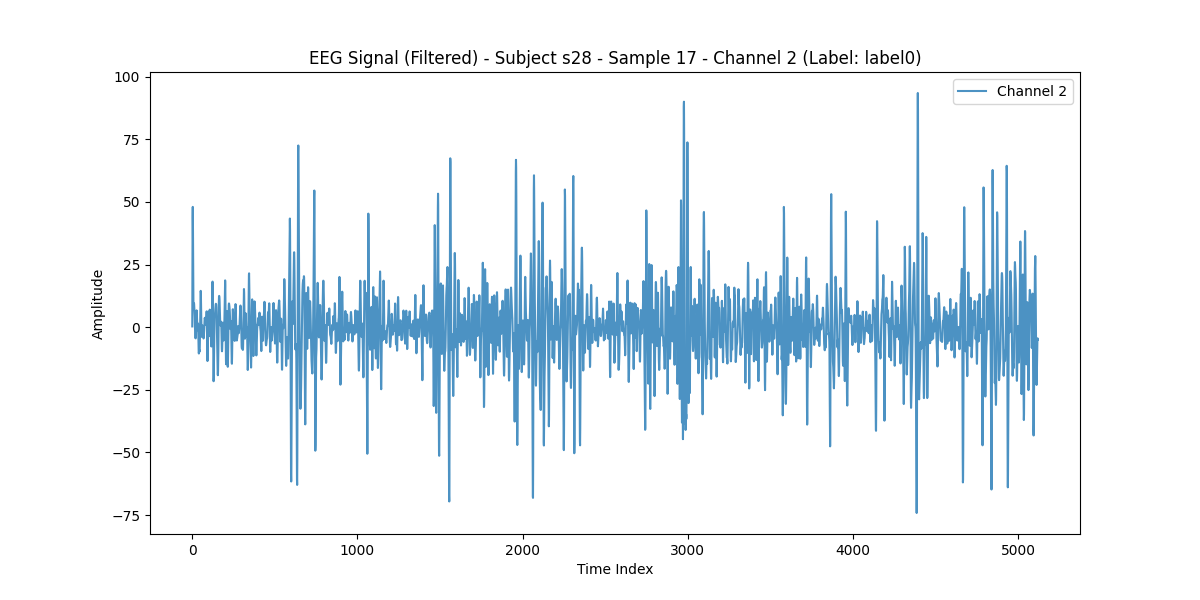 EEG Signal (Filtered) - Subject s28 - Sample 17 - Channel 2 (Label: label0)
Channel 2
100
75
50
25
0
−25
−50
−75
Amplitude
0 1000 2000 3000 4000 5000
Time Index